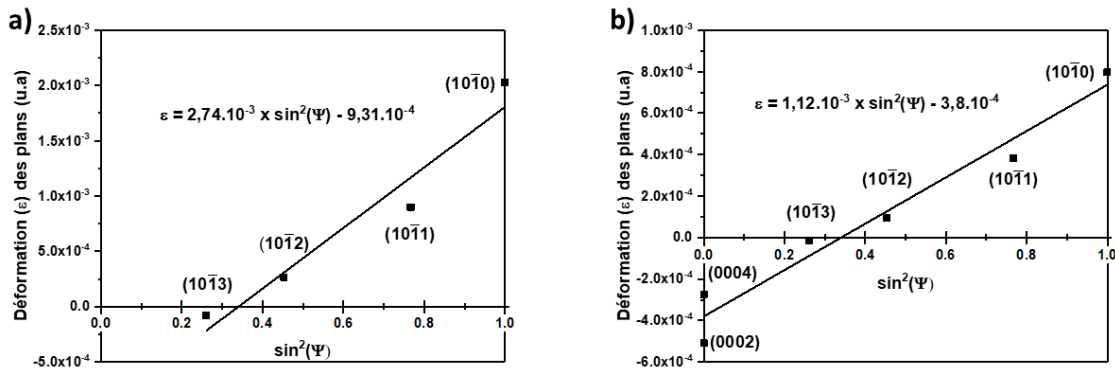 a)
Déformation (ε) des plans (u.a)
2.0x10⁻³
1.5x10⁻³
1.0x10⁻³
5.0x10⁻⁴
0.0
-5.0x10⁻⁴
ε = 2,74.10⁻³ x sin²(Ψ) - 9,31.10⁻⁴
(101̅0)
(101̅1)
(101̅2)
(101̅3)
0.0 0.2 0.4 0.6 0.8 1.0
sin²(Ψ)
b)
Déformation (ε) des plans (u.a)
1.0x10⁻³
8.0x10⁻⁴
6.0x10⁻⁴
4.0x10⁻⁴
2.0x10⁻⁴
0.0
-2.0x10⁻⁴
-4.0x10⁻⁴
-6.0x10⁻⁴
ε = 1,12.10⁻³ x sin²(Ψ) - 3,8.10⁻⁴
(101̅0)
(101̅1)
(101̅2)
(101̅3)
0.0 0.2 0.4 0.6 0.8 1.0
sin²(Ψ)
(0004)
(0002)